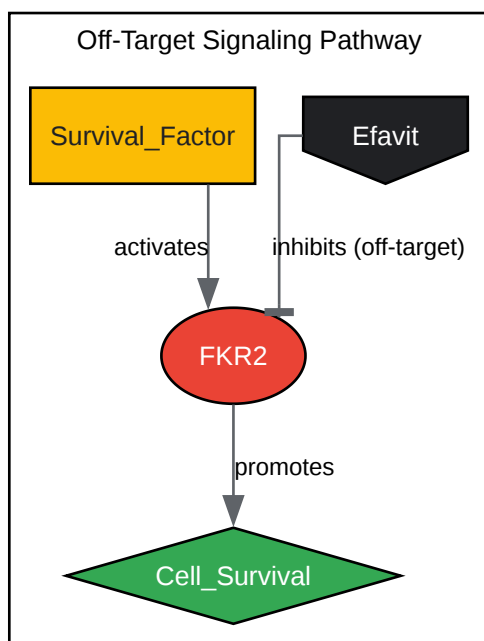 Off-Target Signaling Pathway
Survival_Factor
Efavit
activates
inhibits (off-target)
FKR2
promotes
Cell_Survival